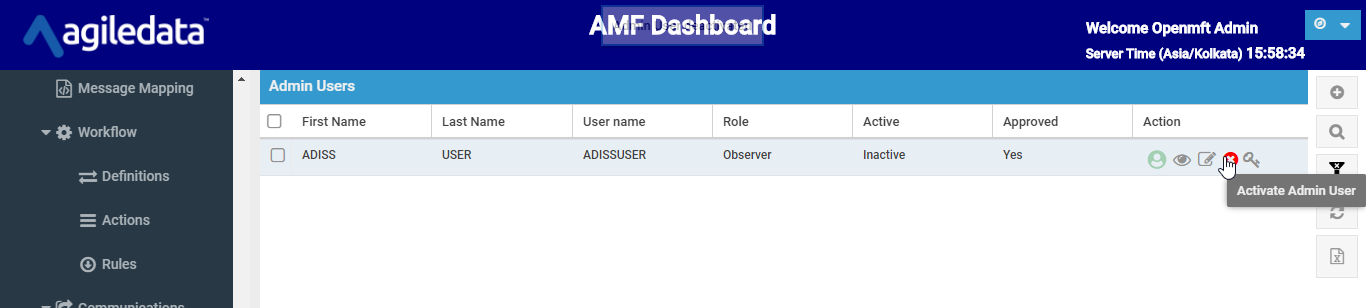 agiledata™
AMF Dashboard
Welcome Openmft Admin
Server Time (Asia/Kolkata) 15:58:34
Message Mapping
Workflow
Definitions
Actions
Rules
Communications
Admin Users
First Name Last Name User name Role Active Approved Action
ADISS USER ADISSUSER Observer Inactive Yes
Activate Admin User